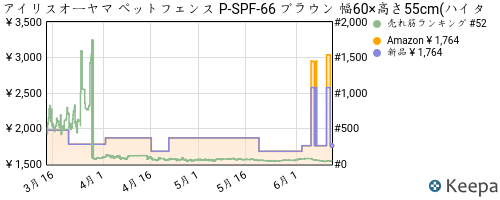 アイリスオーヤマ ペットフェンス P-SPF-66 ブラウン 幅60×高さ55cm(ハイタ
¥ 3,500
¥ 3,000
¥ 2,500
¥ 2,000
¥ 1,500
#2,000
#1,500
#1,000
#500
#0
売れ筋ランキング #52
Amazon ¥ 1,764
新品 ¥ 1,764
3月 16
4月 1
4月 16
5月 1
5月 16
6月 1
Keepa